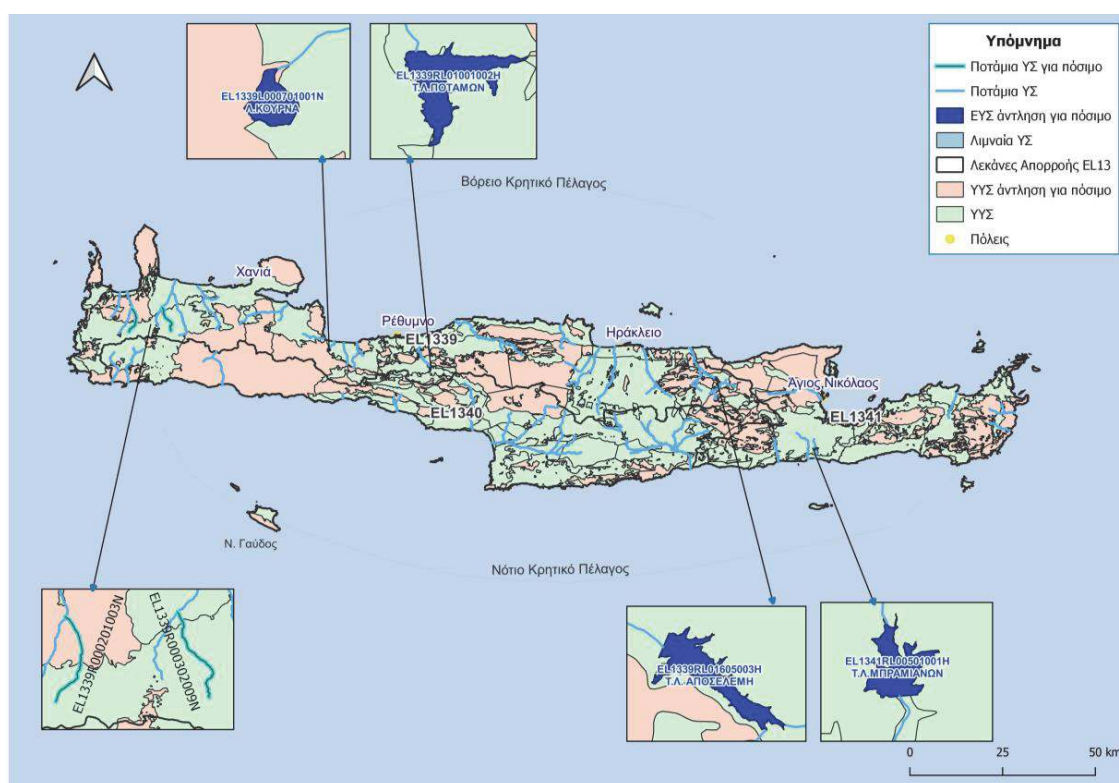 EL1339L000701001N
Λ.ΚΟΥΡΝΑ
EL1339RL01001002H
Τ.Λ.ΠΟΤΑΜΩΝ
Υπόμνημα
Ποτάμια ΥΣ για πόσιμο
Ποτάμια ΥΣ
ΕΥΣ άντληση για πόσιμο
Λιμναία ΥΣ
Λεκάνες Απορροής EL13
ΥΥΣ άντληση για πόσιμο
ΥΥΣ
Πόλεις
Βόρειο Κρητικό Πέλαγος
Χανιά
Ρέθυμνο
EL1339
Ηράκλειο
Άγιος Νικόλαος
EL1340
EL1341
Ν. Γαύδος
Νότιο Κρητικό Πέλαγος
EL1339R000201003N
EL1339R000302009N
EL1339RL01605003H
Τ.Λ. ΑΠΟΣΕΛΕΜΗ
EL1341RL00501001H
Τ.Λ.ΜΠΡΑΜΙΑΝΩΝ
0 25 50 km